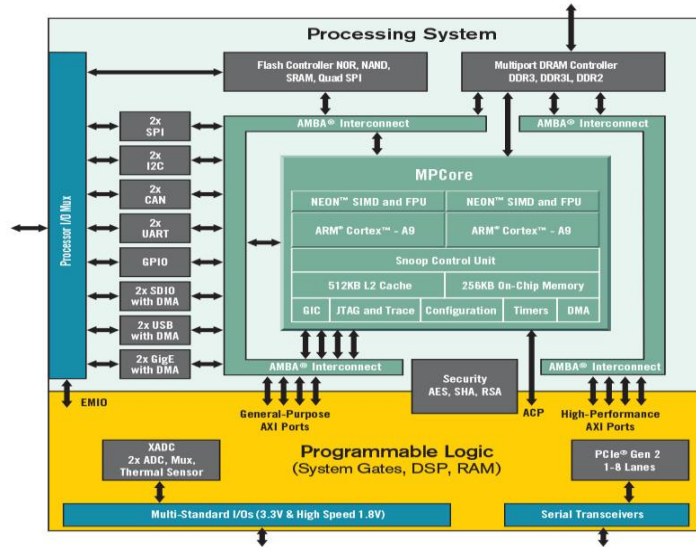 Processing System
Flash Controller NOR, NAND,
SRAM, Quad SPI
Multiport DRAM Controller
DDR3, DDR3L, DDR2
Processor I/O Mux
2x
SPI
2x
I2C
2x
CAN
2x
UART
GPIO
2x SDIO
with DMA
2x USB
with DMA
2x GigE
with DMA
AMBA® Interconnect
AMBA® Interconnect
MPCore
NEON™ SIMD and FPU
NEON™ SIMD and FPU
ARM® Cortex™ - A9
ARM® Cortex™ - A9
Snoop Control Unit
512KB L2 Cache
256KB On-Chip Memory
GIC
JTAG and Trace
Configuration
Timers
DMA
AMBA® Interconnect
AMBA® Interconnect
Security
AES, SHA, RSA
EMIO
General-Purpose
AXI Ports
ACP
High-Performance
AXI Ports
Programmable Logic
(System Gates, DSP, RAM)
XADC
2x ADC, Mux,
Thermal Sensor
PCIe® Gen 2
1-8 Lanes
Multi-Standard I/Os (3.3V & High Speed 1.8V)
Serial Transceivers